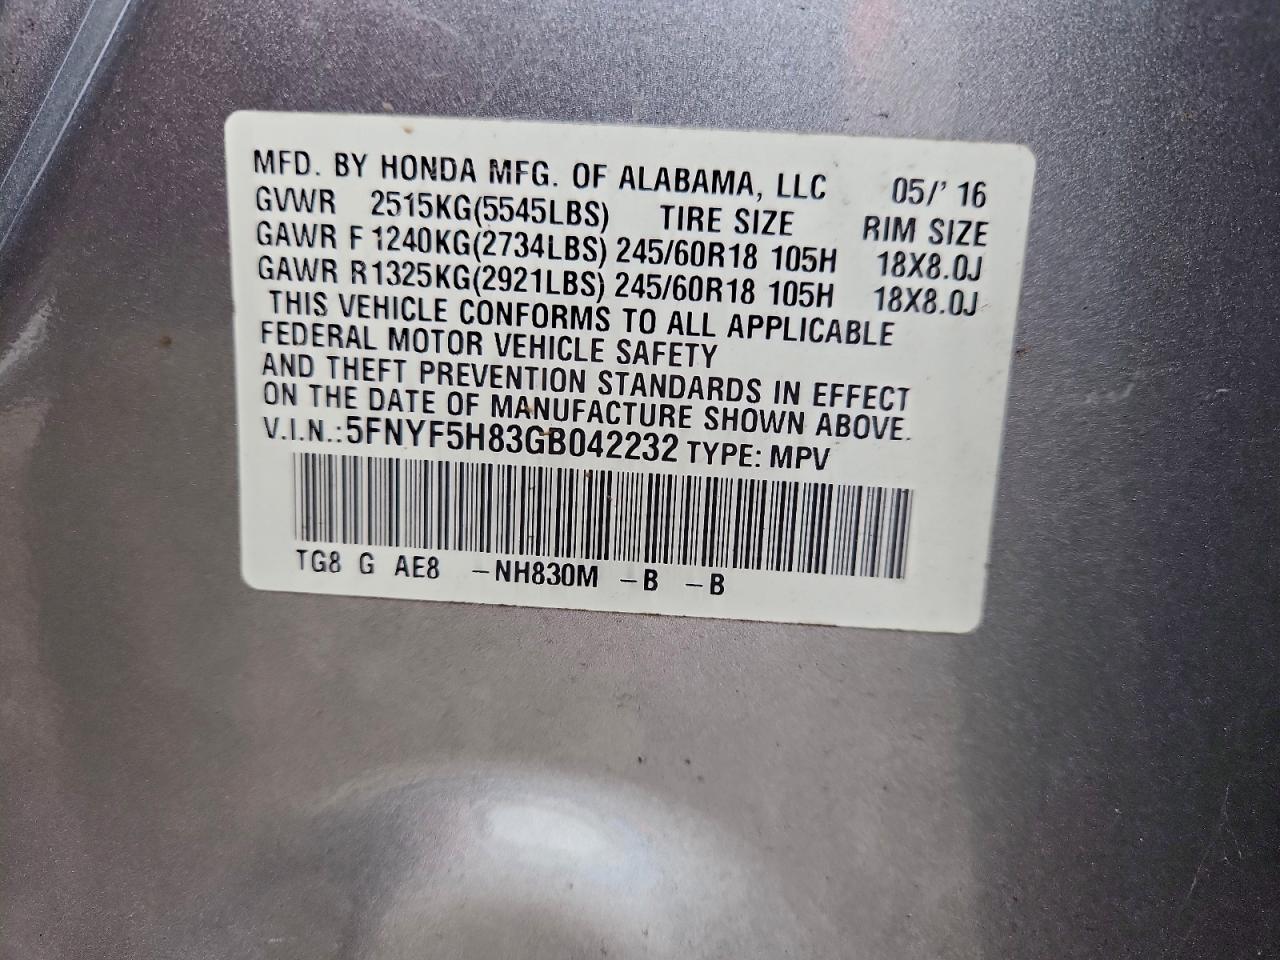 MFD. BY HONDA MFG. OF ALABAMA, LLC 05/' 16
GVWR 2515KG(5545LBS) TIRE SIZE RIM SIZE
GAWR F 1240KG(2734LBS) 245/60R18 105H 18X8.0J
GAWR R1325KG(2921LBS) 245/60R18 105H 18X8.0J
THIS VEHICLE CONFORMS TO ALL APPLICABLE
FEDERAL MOTOR VEHICLE SAFETY
AND THEFT PREVENTION STANDARDS IN EFFECT
ON THE DATE OF MANUFACTURE SHOWN ABOVE.
V.I.N.:5FNYF5H83GB042232 TYPE: MPV
TG8 G AE8 -NH830M -B -B